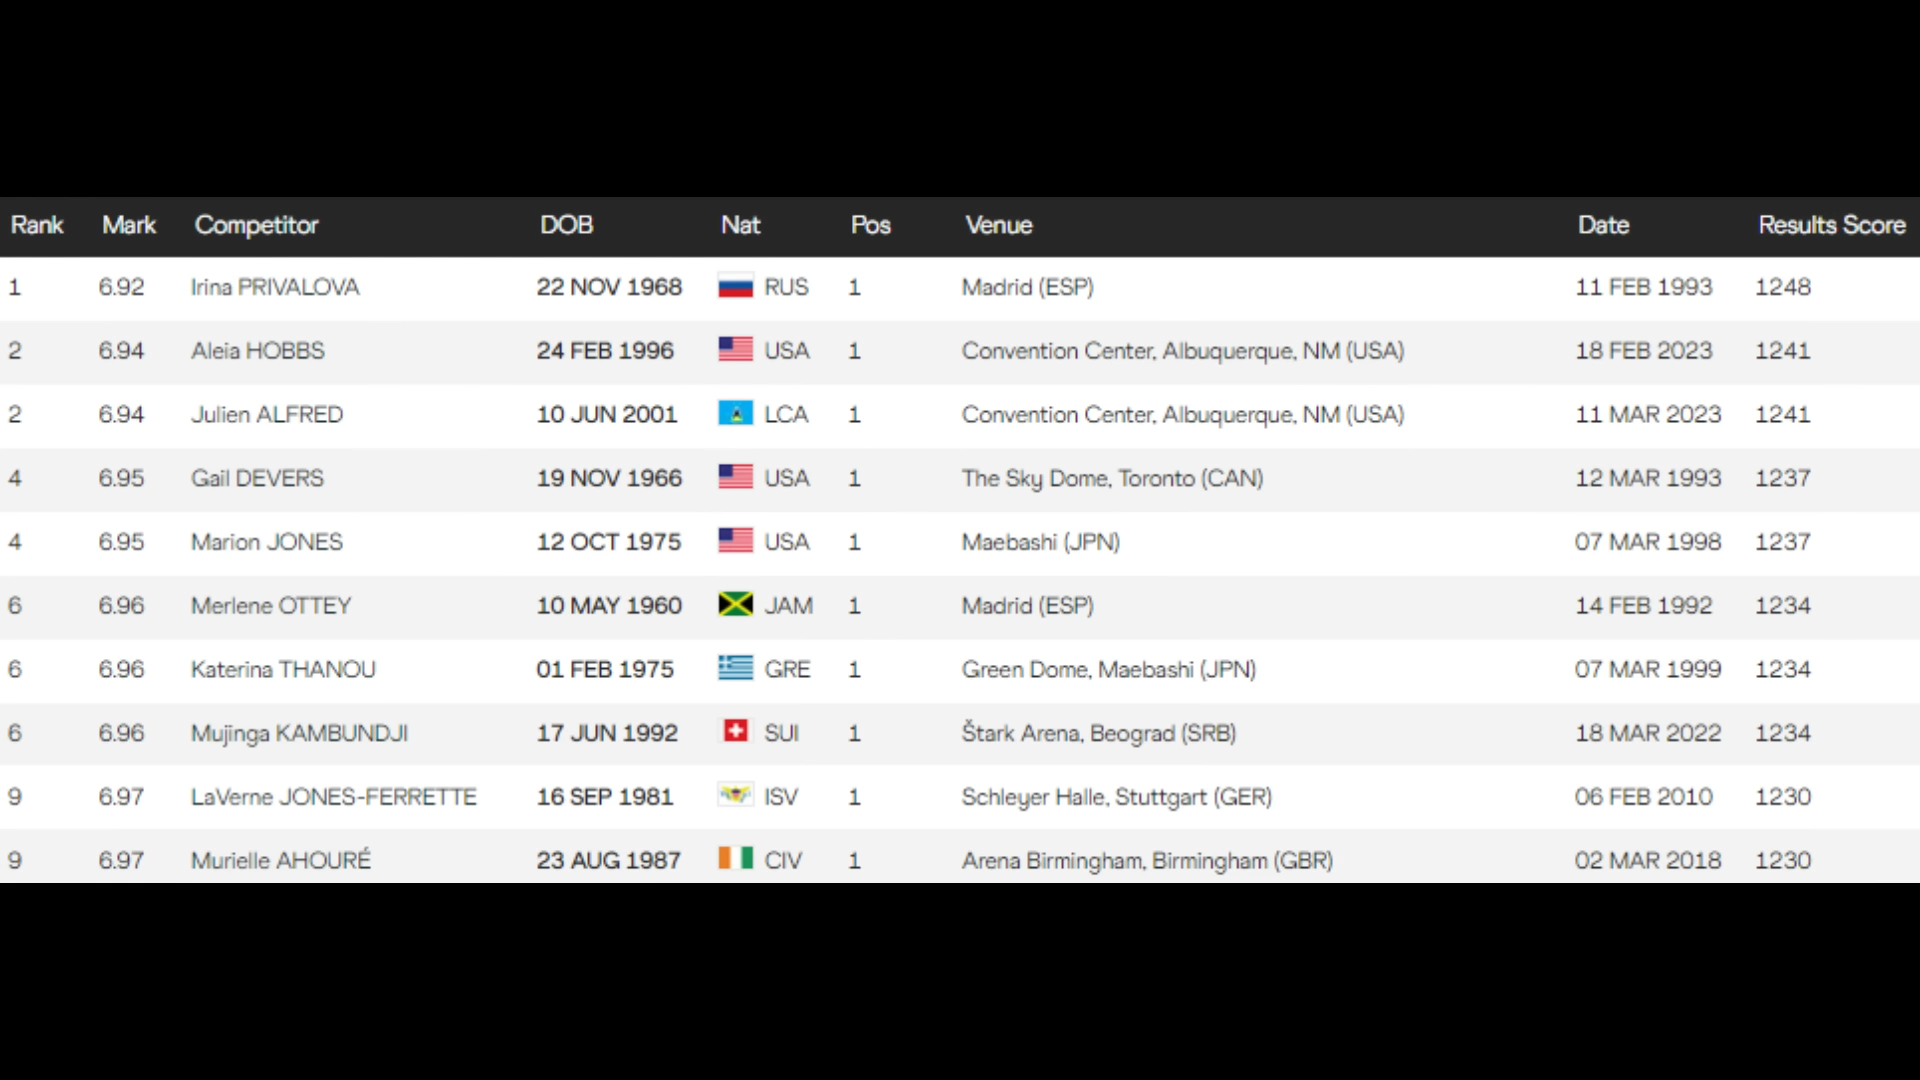 Rank Mark Competitor DOB Nat Pos Venue Date Results Score
1 6.92 Irina PRIVALOVA 22 NOV 1968 RUS 1 Madrid (ESP) 11 FEB 1993 1248
2 6.94 Aleia HOBBS 24 FEB 1996 USA 1 Convention Center, Albuquerque, NM (USA) 18 FEB 2023 1241
2 6.94 Julien ALFRED 10 JUN 2001 LCA 1 Convention Center, Albuquerque, NM (USA) 11 MAR 2023 1241
4 6.95 Gail DEVERS 19 NOV 1966 USA 1 The Sky Dome, Toronto (CAN) 12 MAR 1993 1237
4 6.95 Marion JONES 12 OCT 1975 USA 1 Maebashi (JPN) 07 MAR 1998 1237
6 6.96 Merlene OTTEY 10 MAY 1960 JAM 1 Madrid (ESP) 14 FEB 1992 1234
6 6.96 Katerina THANOU 01 FEB 1975 GRE 1 Green Dome, Maebashi (JPN) 07 MAR 1999 1234
6 6.96 Mujinga KAMBUNDJI 17 JUN 1992 SUI 1 Štark Arena, Beograd (SRB) 18 MAR 2022 1234
9 6.97 LaVerne JONES-FERRETTE 16 SEP 1981 ISV 1 Schleyer Halle, Stuttgart (GER) 06 FEB 2010 1230
9 6.97 Murielle AHOURÉ 23 AUG 1987 CIV 1 Arena Birmingham, Birmingham (GBR) 02 MAR 2018 1230